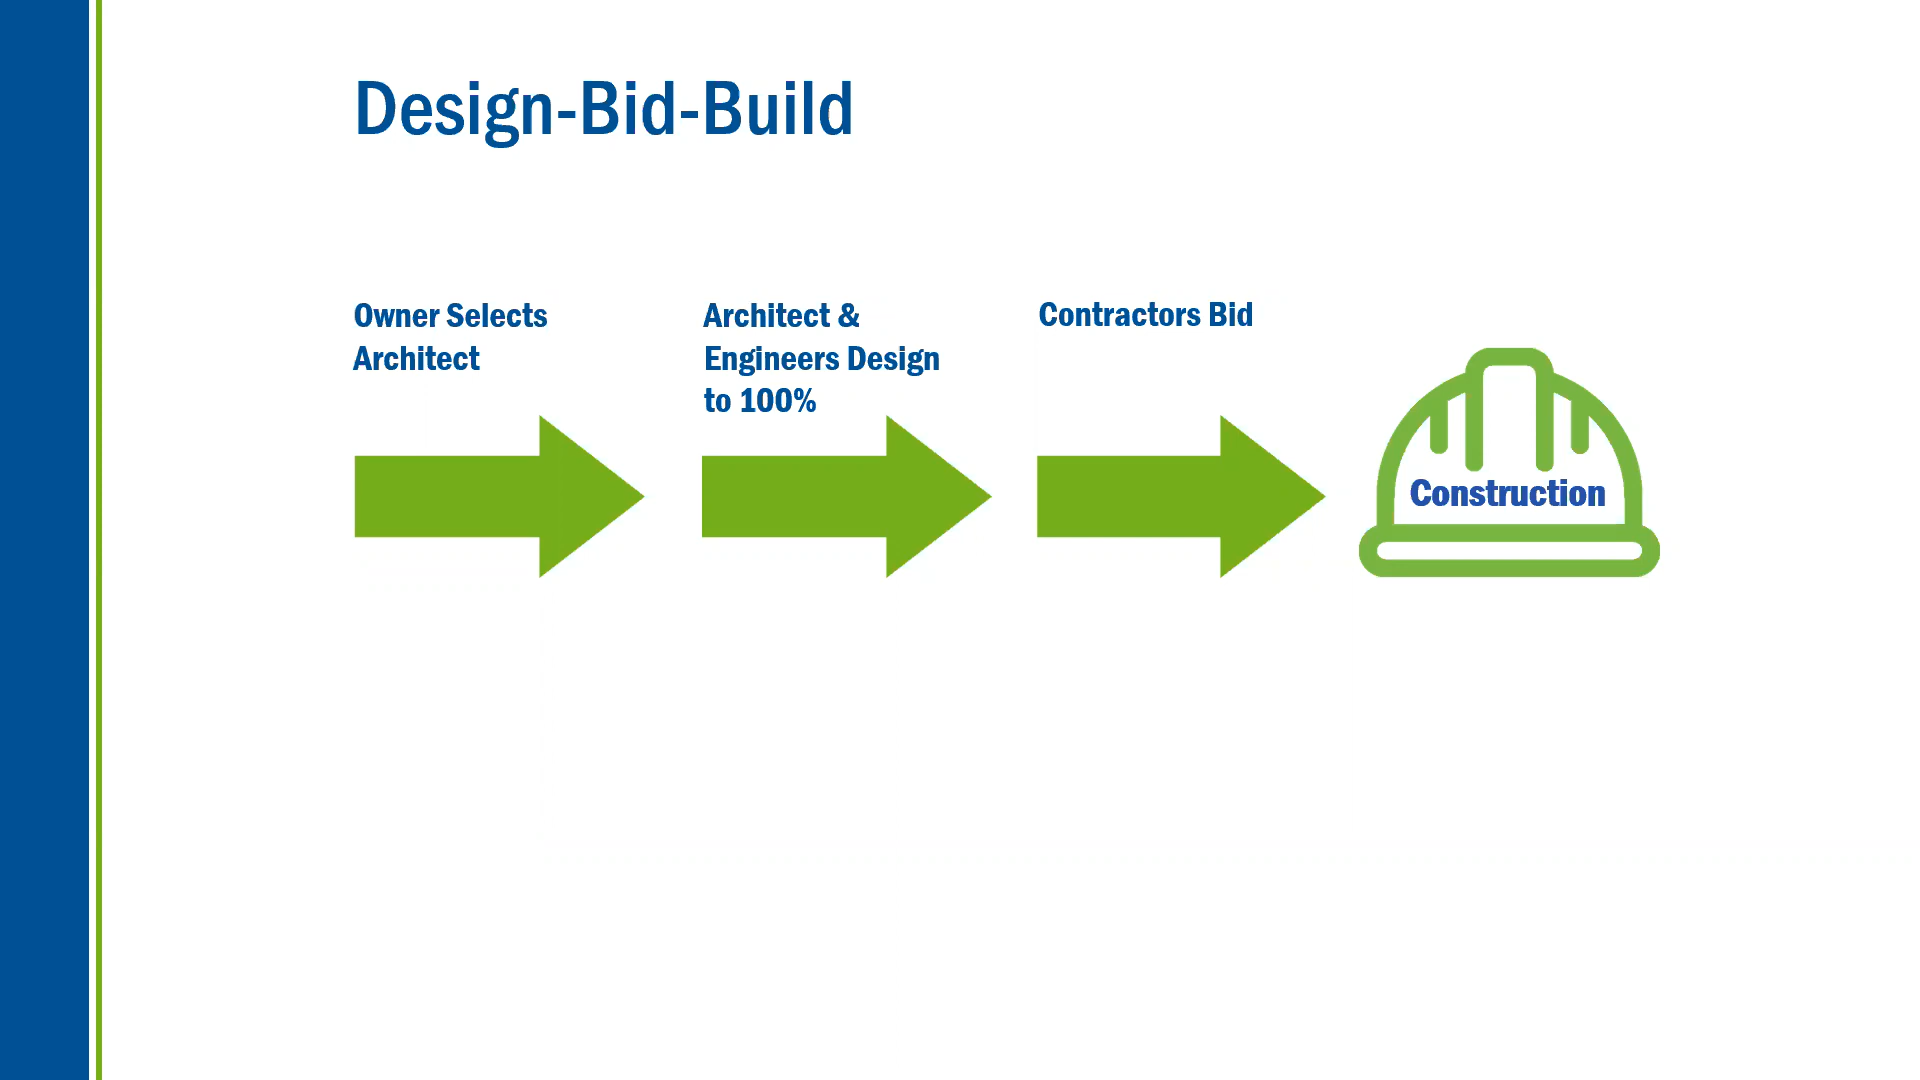 Design-Bid-Build
Owner Selects
Architect
Architect &
Engineers Design
to 100%
Contractors Bid
Construction